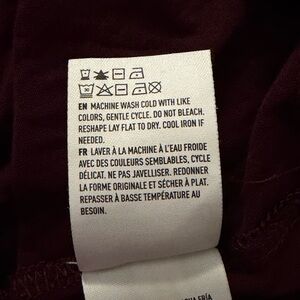 EN MACHINE WASH COLD WITH LIKE
COLORS, GENTLE CYCLE. DO NOT BLEACH.
RESHAPE LAY FLAT TO DRY. COOL IRON IF
NEEDED.
FR LAVER À LA MACHINE À L'EAU FROIDE
AVEC DES COULEURS SEMBLABLES, CYCLE
DÉLICAT. NE PAS JAVELLISER. REDONNER
LA FORME ORIGINALE ET SÉCHER À PLAT.
REPASSER À BASSE TEMPÉRATURE AU
BESOIN.